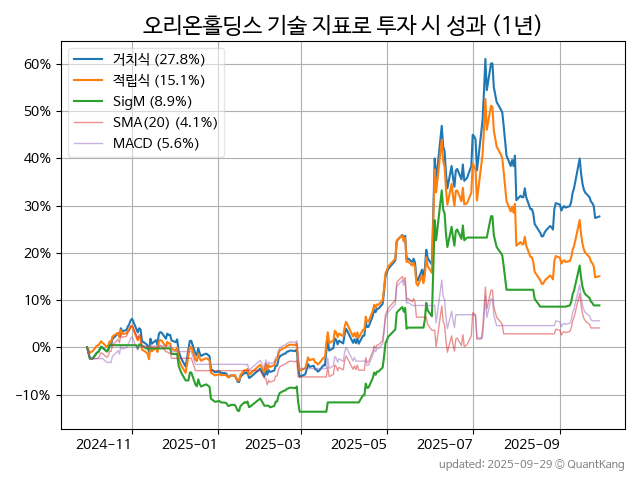 오리온홀딩스 기술 지표로 투자 시 성과 (1년)
거치식 (27.8%)
적립식 (15.1%)
SigM (8.9%)
SMA(20) (4.1%)
MACD (5.6%)
60%
50%
40%
30%
20%
10%
0%
−10%
2024-11 2025-01 2025-03 2025-05 2025-07 2025-09
updated: 2025-09-29 © QuantKang